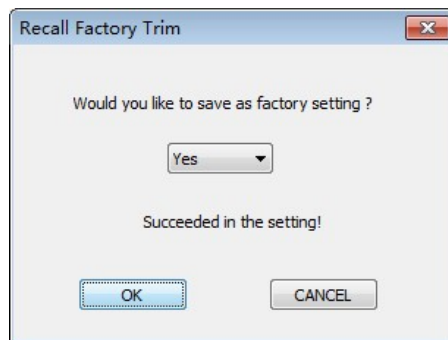 Recall Factory Trim
Would you like to save as factory setting ?
Yes
Succeeded in the setting!
OK CANCEL